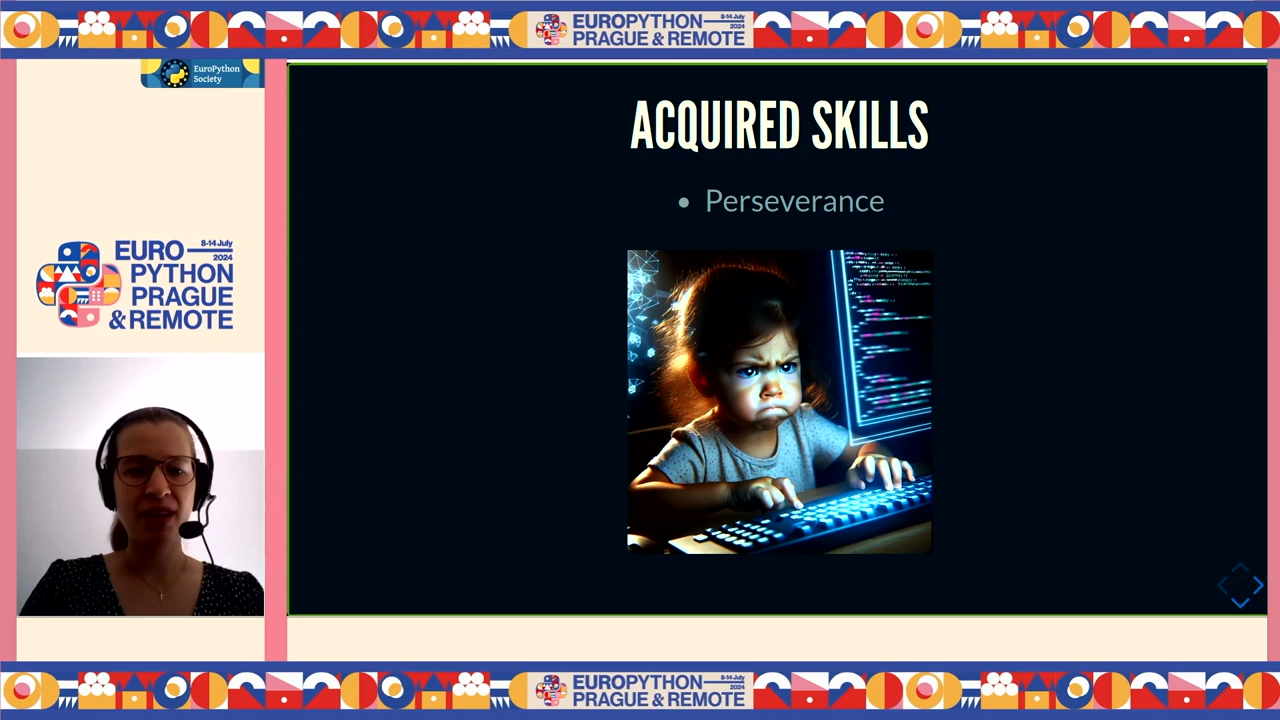 EUROPYTHON
8-14 July
2024
PRAGUE & REMOTE
EuroPython
Society
ACQUIRED SKILLS
• Perseverance
EURO
8-14 July
2024
PYTHON
PRAGUE
& REMOTE
EUROPYTHON
8-14 July
2024
PRAGUE & REMOTE